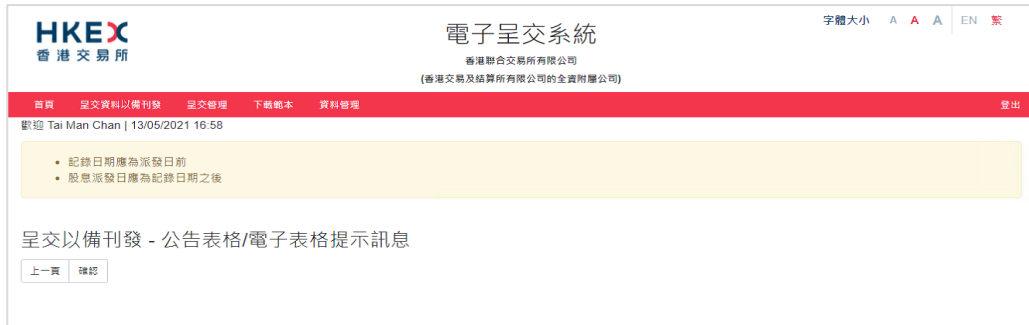 HKEX
香港交易所
電子呈交系統
香港聯合交易所有限公司
(香港交易及結算所有限公司的全資附屬公司)
字體大小 A A A EN 繁
首頁 呈交資料以備刊發 呈交管理 下載範本 資料管理 登出
歡迎 Tai Man Chan | 13/05/2021 16:58
• 記錄日期應為派發日前
• 股息派發日應為記錄日期之後
呈交以備刊發 - 公告表格/電子表格提示訊息
上一頁 確認